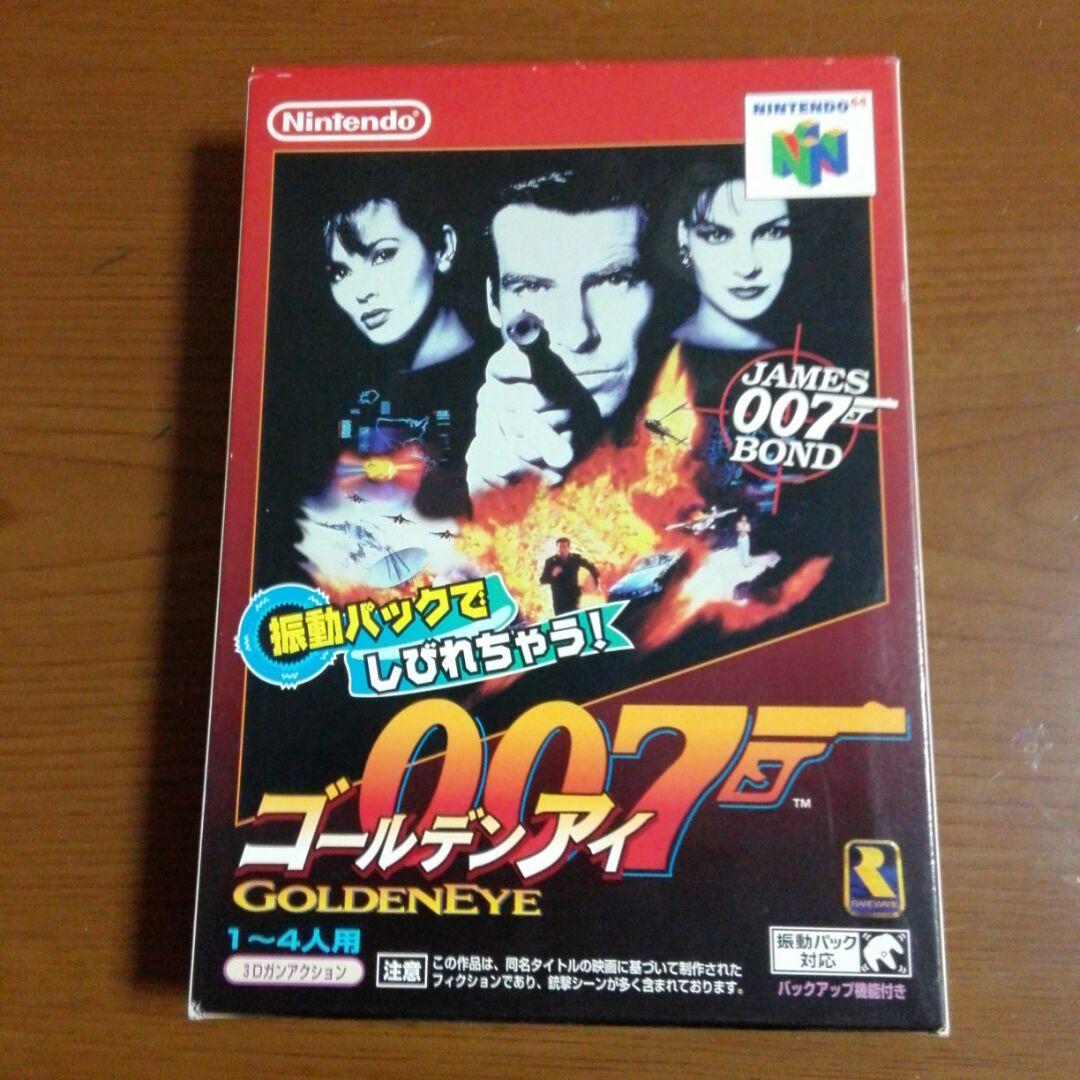 Nintendo®
NINTENDO 64
JAMES
007
BOND
振動パックで
しびれちゃう!
007
TM
ゴールデンアイ
GOLDENEYE
RAREWARE
1〜4人用
3Dガンアクション
注意
この作品は、同名タイトルの映画に基づいて制作された
フィクションであり、銃撃シーンが多く含まれております。
振動パック
対応
バックアップ機能付き